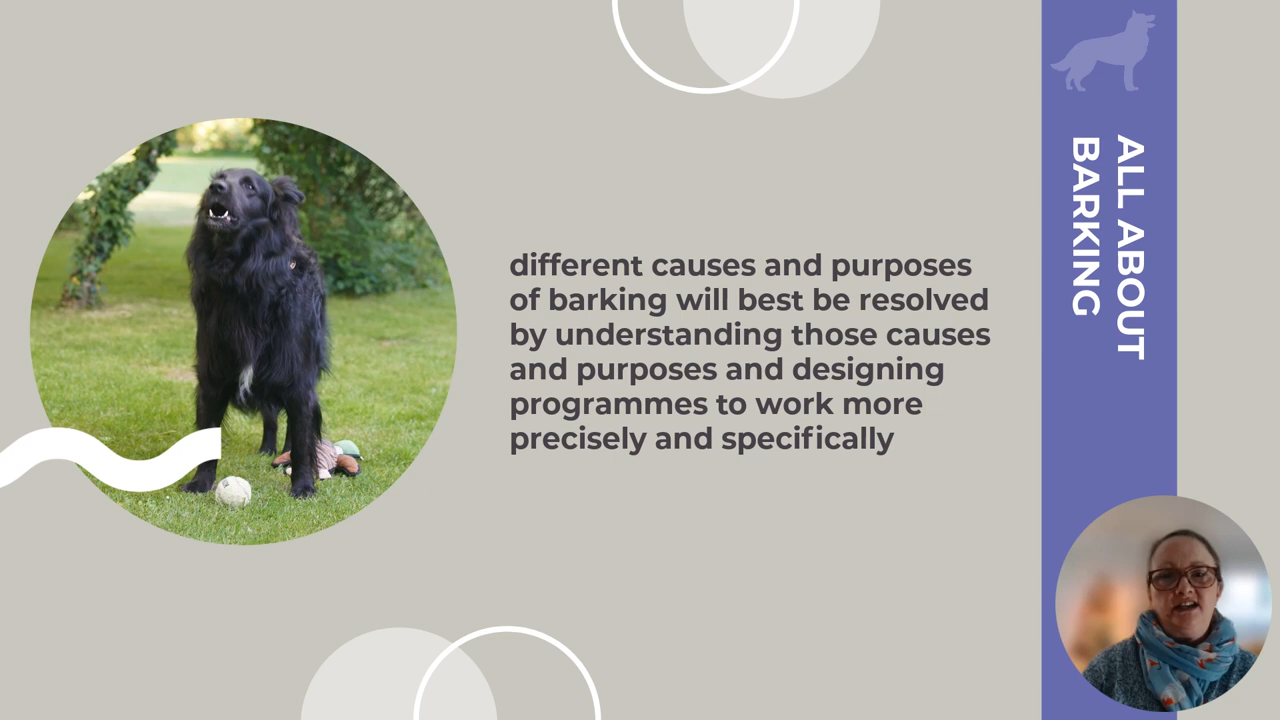 different causes and purposes
of barking will best be resolved
by understanding those causes
and purposes and designing
programmes to work more
precisely and specifically
ALL ABOUT
BARKING